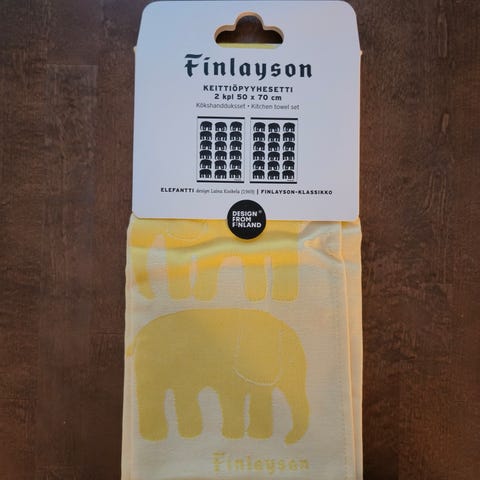 Finlayson
KEITTIÖPYYHESETTI
2 kpl 50 x 70 cm
Kökshandduksset • Kitchen towel set
ELEFANTTI design Laina Koskela (1969) | FINLAYSON-KLASSIKKO
DESIGN
FROM
FINLAND
Finlayson